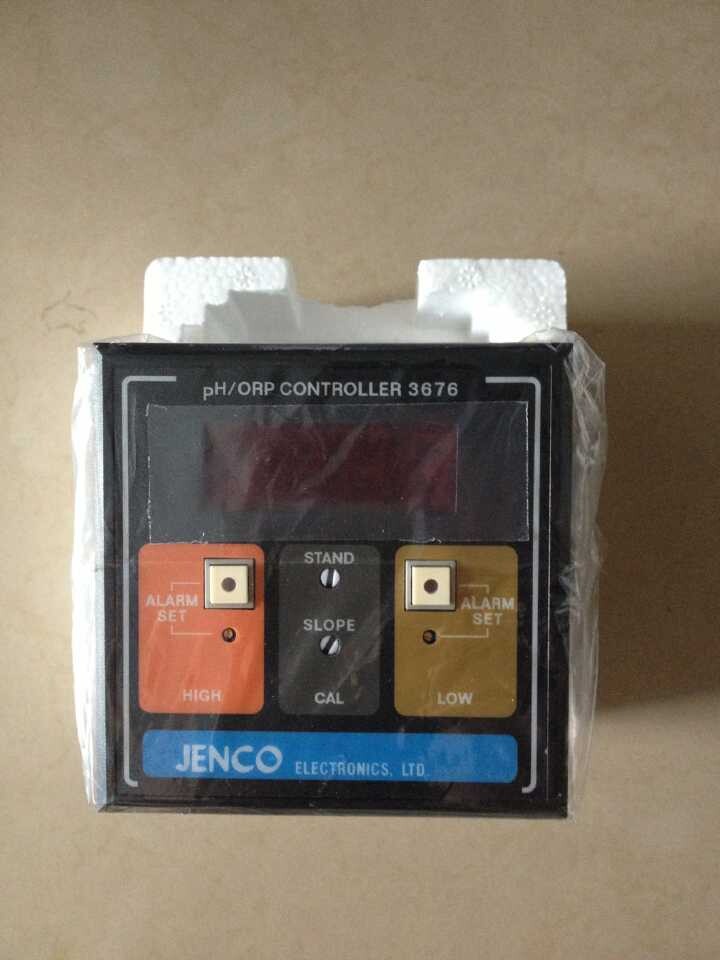 pH/ORP CONTROLLER 3676
ALARM
SET
HIGH
STAND
SLOPE
CAL
ALARM
SET
LOW
JENCO ELECTRONICS, LTD.